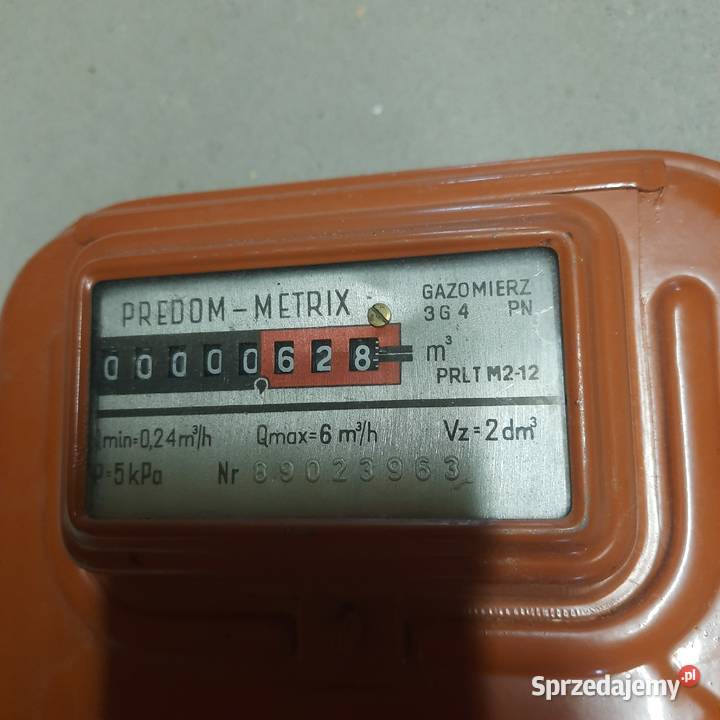 PREDOM-METRIX
GAZOMIERZ
3G4 PN
00000628 m³
PRLT M2-12
Qmin=0,24m³/h Qmax=6 m³/h Vz=2dm³
P=5kPa Nr 89023963
Sprzedajemy.pl